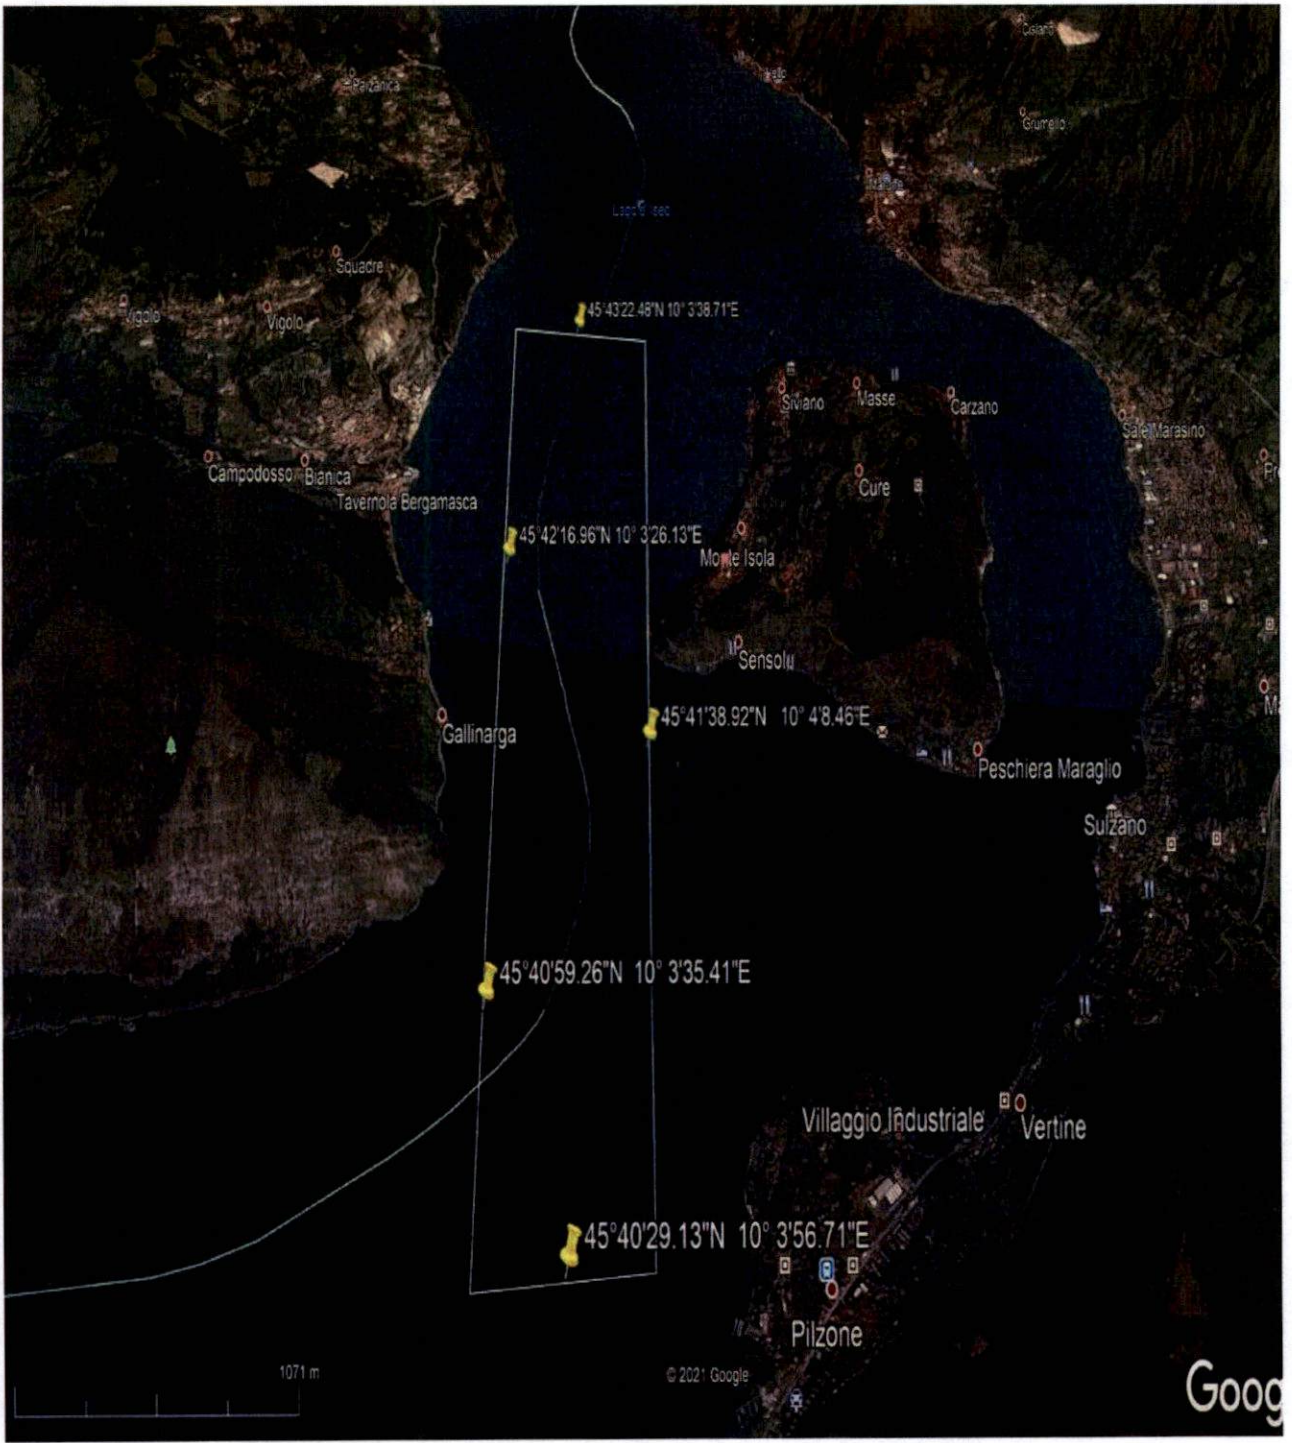 Parzanica
Grumello
Squadre
Vigolo
Vigolo
45°43'22.48"N 10° 3'38.71"E
Siviano
Masse
Carzano
Sale Marasino
Campodosso
Bianica
Tavernola Bergamasca
Cure
45°42'16.96"N 10° 3'26.13"E
Monte Isola
Sensolu
Gallinarga
45°41'38.92"N 10° 4'8.46"E
Peschiera Maraglio
Sulzano
45°40'59.26"N 10° 3'35.41"E
Villaggio Industriale
Vertine
45°40'29.13"N 10° 3'56.71"E
Pilzone
1071 m
© 2021 Google
Goog